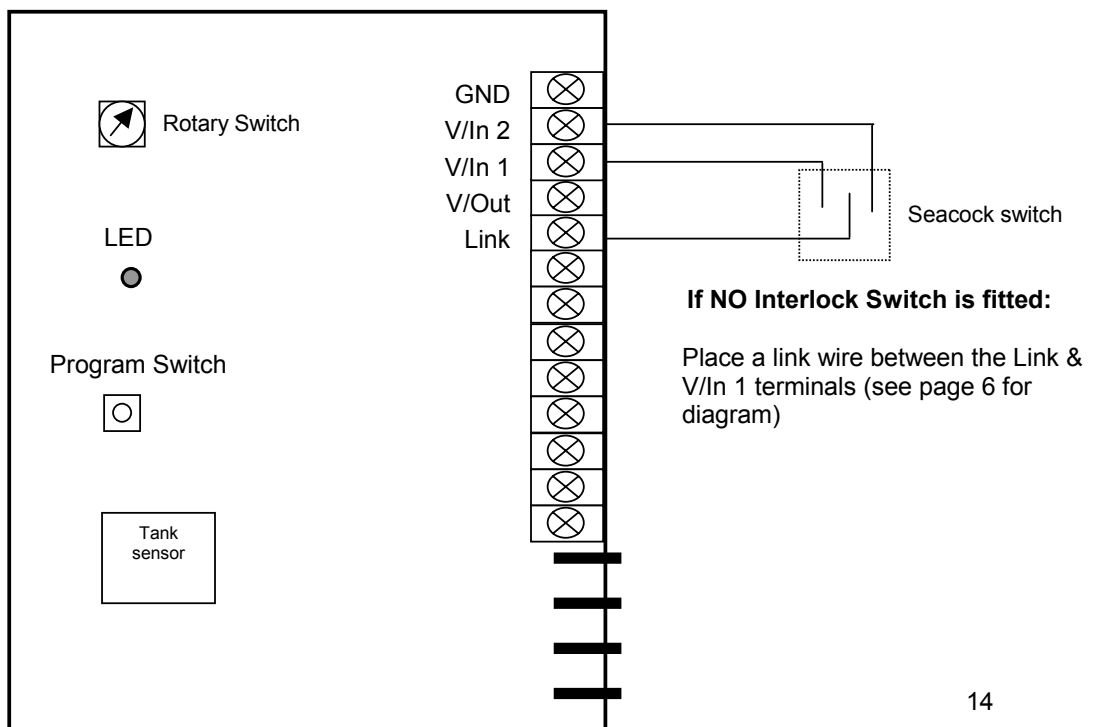 GND
Rotary Switch
V/In 2
V/In 1
V/Out
Link
Seacock switch
LED
If NO Interlock Switch is fitted:
Program Switch
Place a link wire between the Link &
V/In 1 terminals (see page 6 for
diagram)
Tank
sensor
14